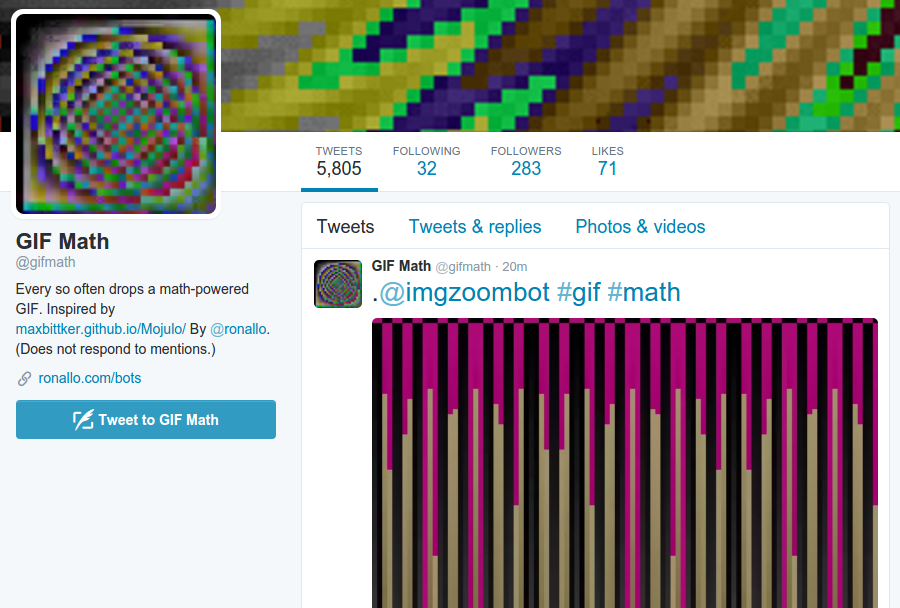 TWEETS FOLLOWING FOLLOWERS LIKES
5,805 32 283 71
GIF Math
@gifmath
Every so often drops a math-powered
GIF. Inspired by
maxbittker.github.io/Mojulo/ By @ronallo.
(Does not respond to mentions.)
ronallo.com/bots
Tweet to GIF Math
Tweets Tweets & replies Photos & videos
GIF Math @gifmath · 20m
.@imgzoombot #gif #math